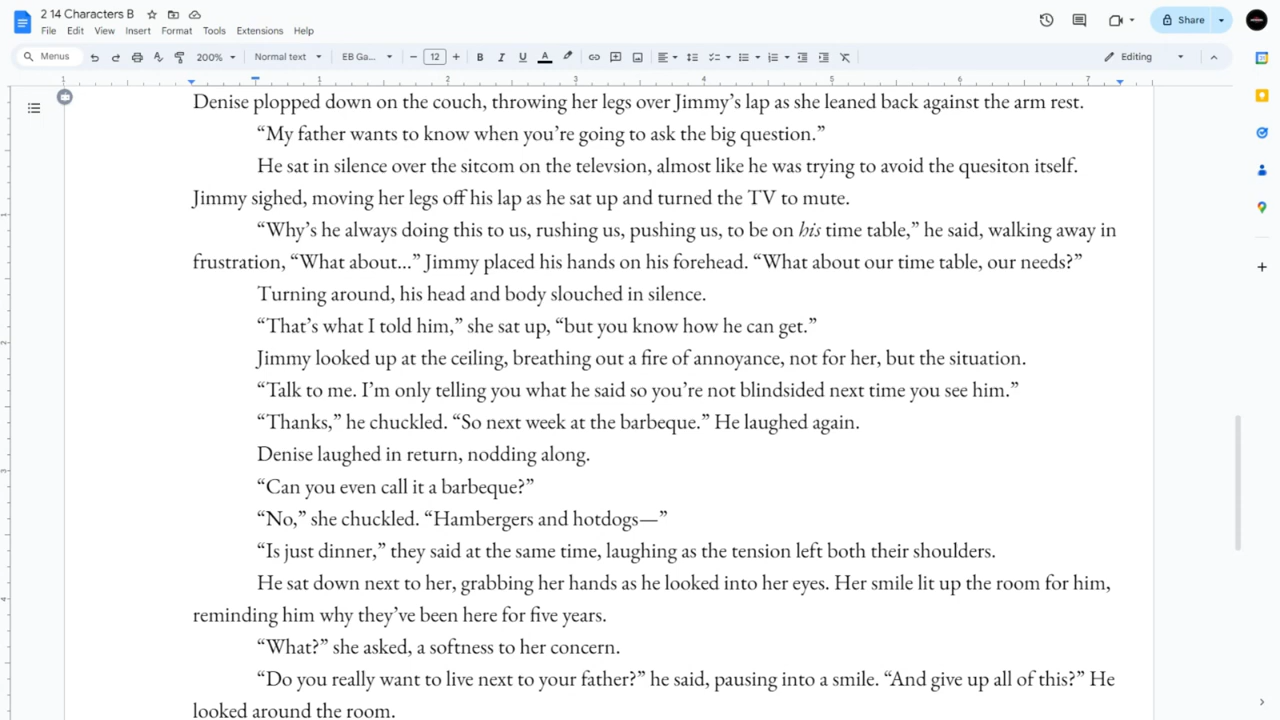 2 14 Characters B
File Edit View Insert Format Tools Extensions Help
Share
Menus 200% Normal text EB Ga... 12 B I U A Editing
1 1 2 3 4 5 6 7
Denise plopped down on the couch, throwing her legs over Jimmy’s lap as she leaned back against the arm rest.
“My father wants to know when you’re going to ask the big question.”
He sat in silence over the sitcom on the televsion, almost like he was trying to avoid the quesiton itself.
Jimmy sighed, moving her legs off his lap as he sat up and turned the TV to mute.
“Why’s he always doing this to us, rushing us, pushing us, to be on his time table,” he said, walking away in
frustration, “What about...” Jimmy placed his hands on his forehead. “What about our time table, our needs?”
Turning around, his head and body slouched in silence.
“That’s what I told him,” she sat up, “but you know how he can get.”
Jimmy looked up at the ceiling, breathing out a fire of annoyance, not for her, but the situation.
“Talk to me. I’m only telling you what he said so you’re not blindsided next time you see him.”
“Thanks,” he chuckled. “So next week at the barbeque.” He laughed again.
Denise laughed in return, nodding along.
“Can you even call it a barbeque?”
“No,” she chuckled. “Hambergers and hotdogs—”
“Is just dinner,” they said at the same time, laughing as the tension left both their shoulders.
He sat down next to her, grabbing her hands as he looked into her eyes. Her smile lit up the room for him,
reminding him why they’ve been here for five years.
“What?” she asked, a softness to her concern.
“Do you really want to live next to your father?” he said, pausing into a smile. “And give up all of this?” He
looked around the room.